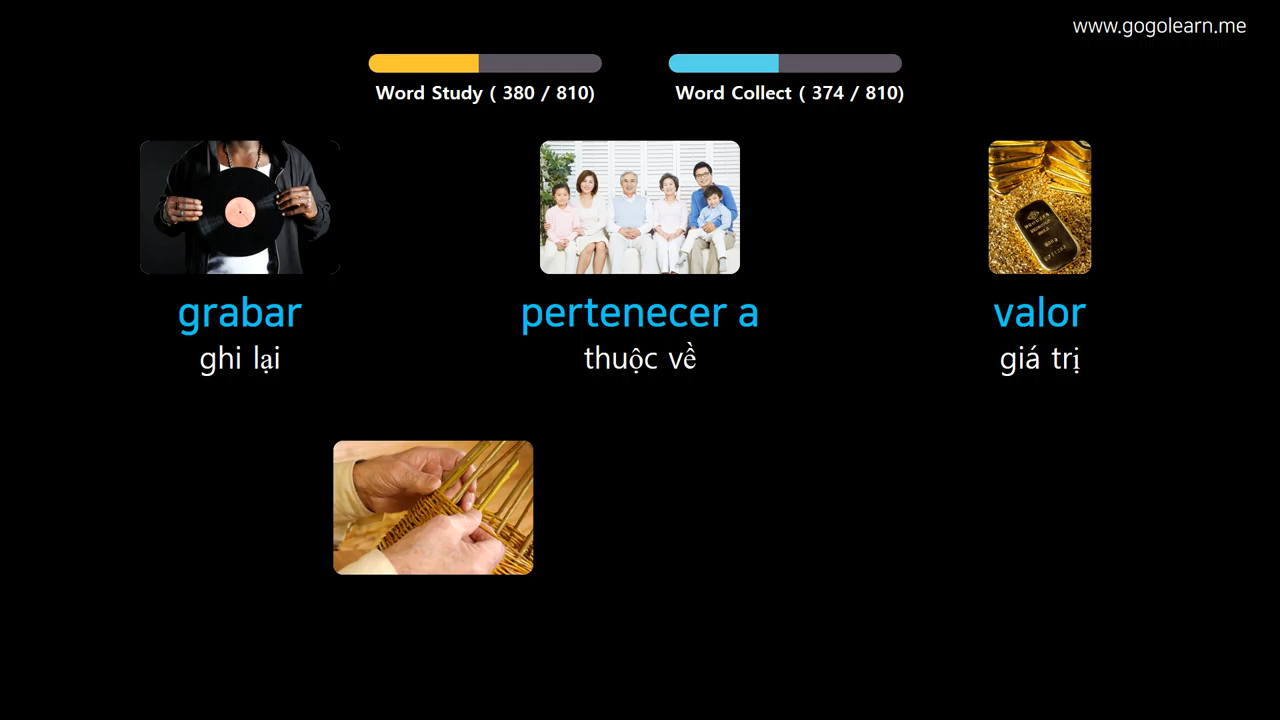 www.gogolearn.me
Word Study ( 380 / 810)
Word Collect ( 374 / 810)
grabar
ghi lại
pertenecer a
thuộc về
valor
giá trị